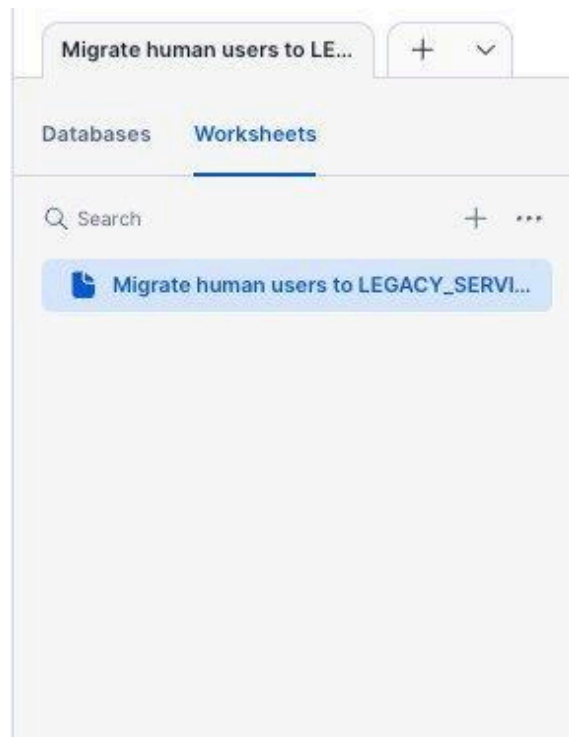 Migrate human users to LE...
Databases Worksheets
Search
Migrate human users to LEGACY_SERVI...